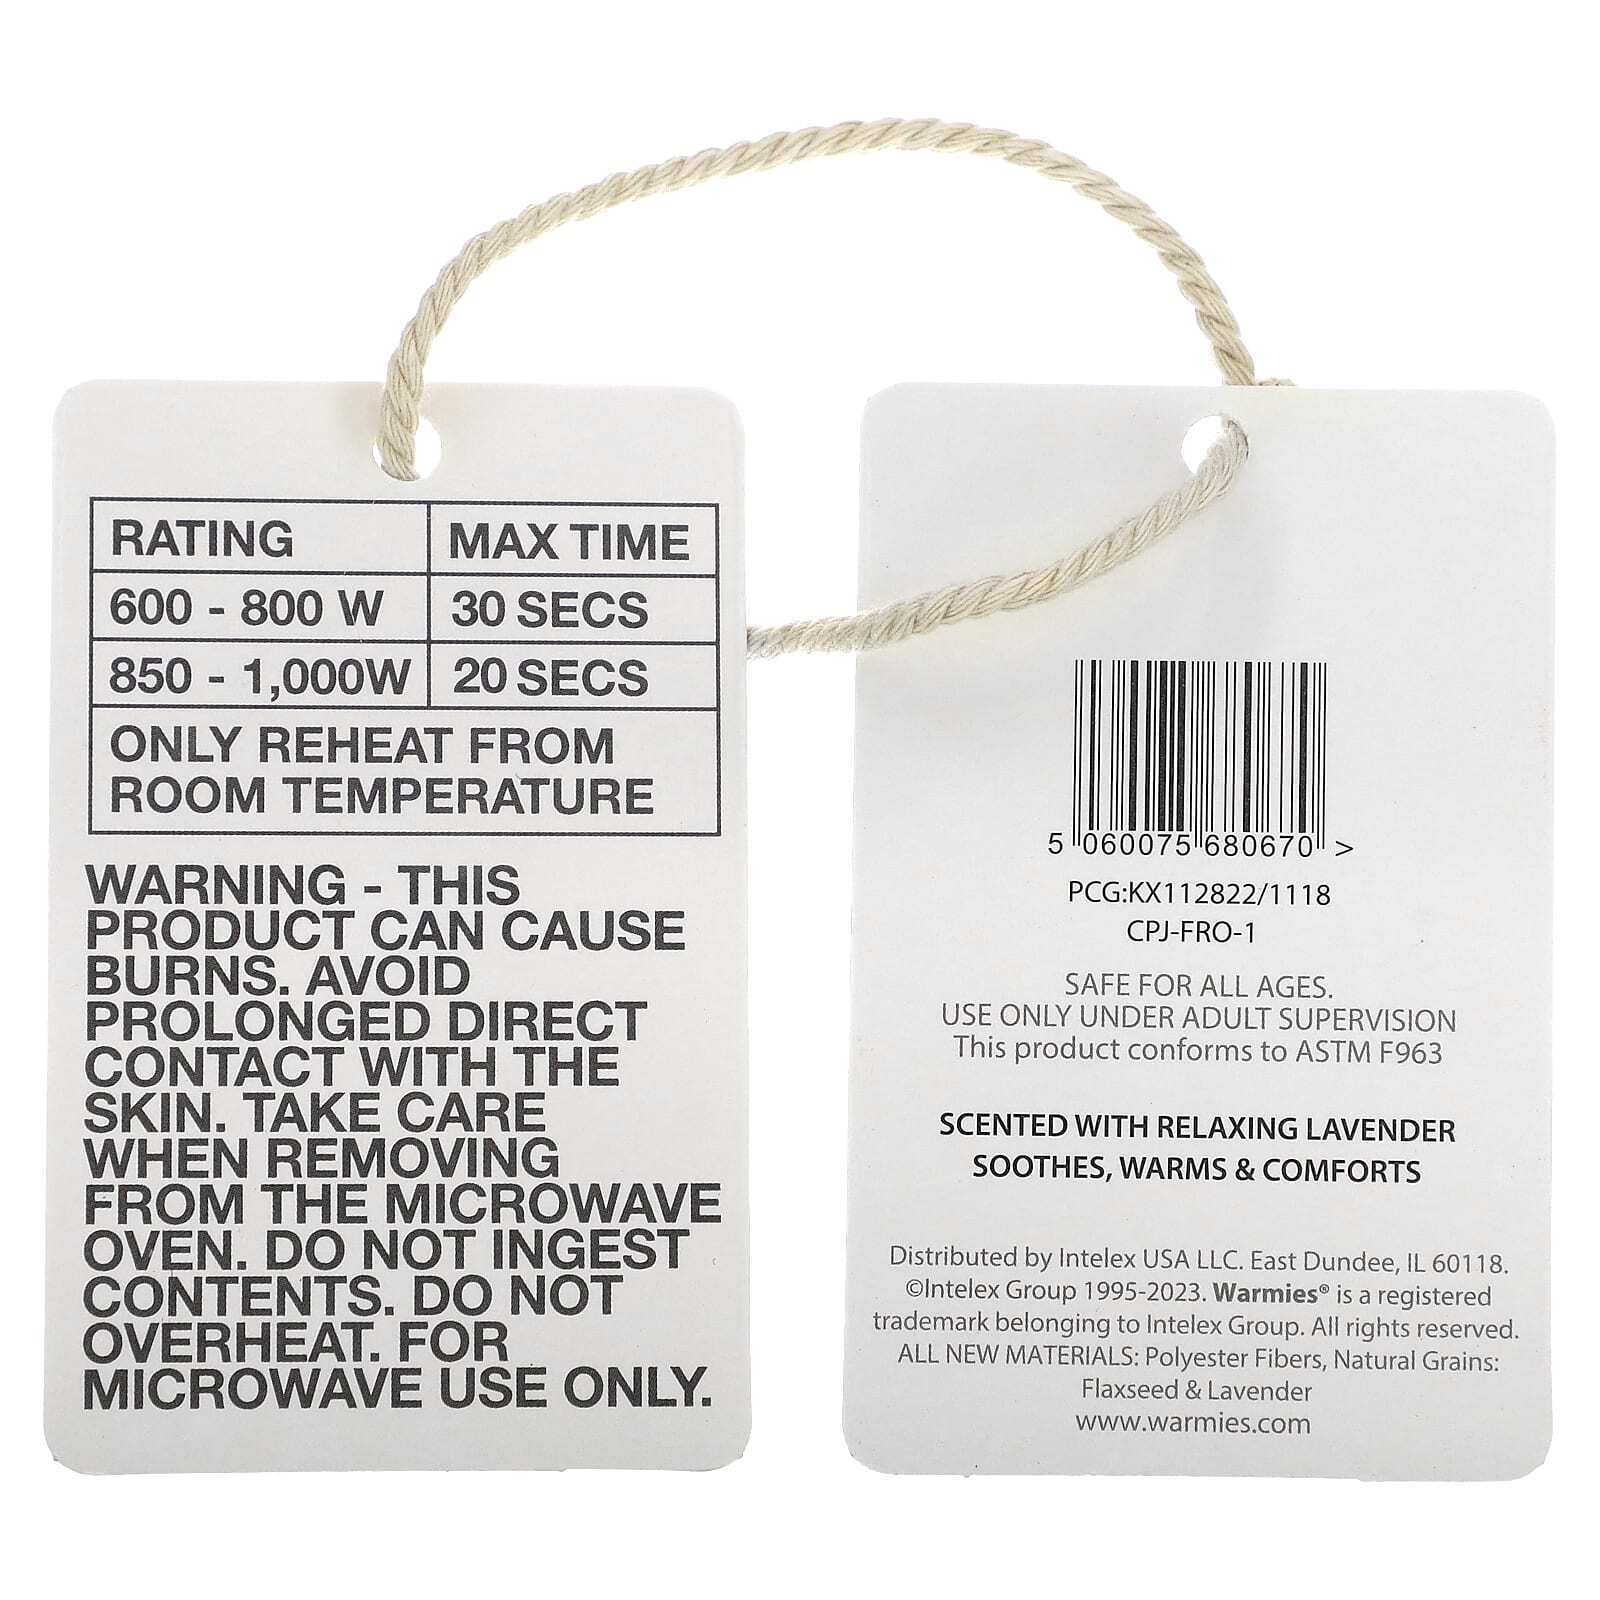 RATING MAX TIME
600 - 800 W 30 SECS
850 - 1,000W 20 SECS
ONLY REHEAT FROM
ROOM TEMPERATURE
WARNING - THIS
PRODUCT CAN CAUSE
BURNS. AVOID
PROLONGED DIRECT
CONTACT WITH THE
SKIN. TAKE CARE
WHEN REMOVING
FROM THE MICROWAVE
OVEN. DO NOT INGEST
CONTENTS. DO NOT
OVERHEAT. FOR
MICROWAVE USE ONLY.
5 060075 680670 >
PCG:KX112822/1118
CPJ-FRO-1
SAFE FOR ALL AGES.
USE ONLY UNDER ADULT SUPERVISION
This product conforms to ASTM F963
SCENTED WITH RELAXING LAVENDER
SOOTHES, WARMS & COMFORTS
Distributed by Intelex USA LLC. East Dundee, IL 60118.
©Intelex Group 1995-2023. Warmies® is a registered
trademark belonging to Intelex Group. All rights reserved.
ALL NEW MATERIALS: Polyester Fibers, Natural Grains:
Flaxseed & Lavender
www.warmies.com